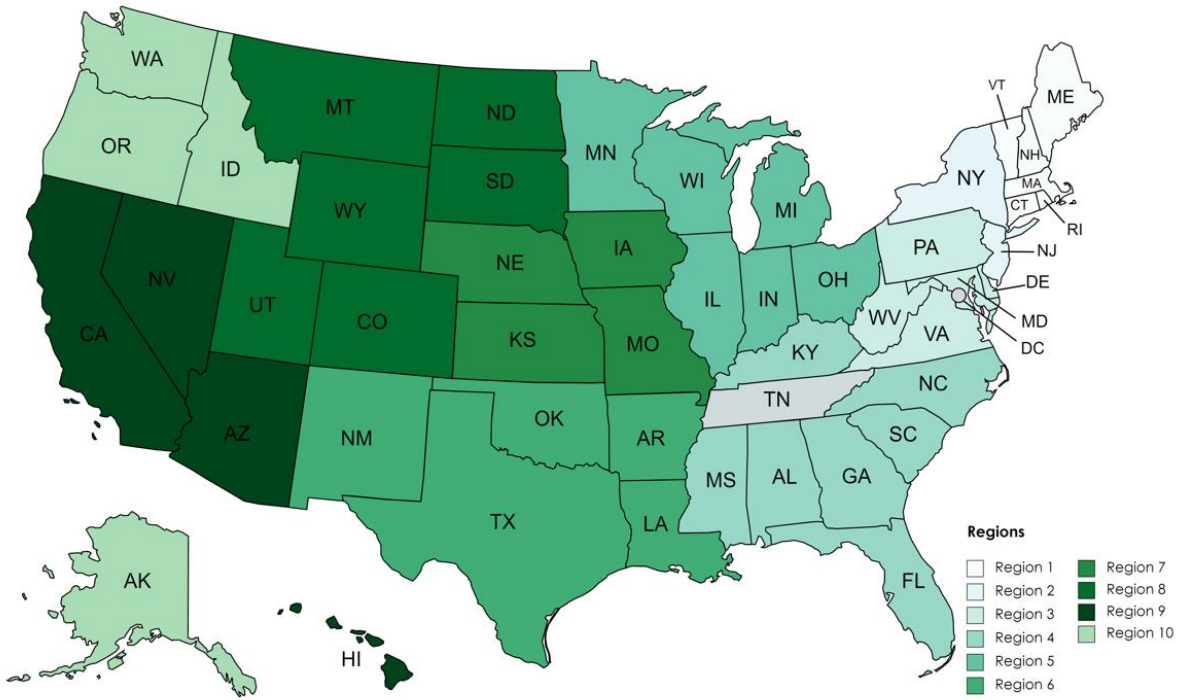 WA
MT
ND
MN
VT
ME
OR
ID
SD
WI
NH
NY
MA
WY
MI
CT
RI
PA
NJ
NE
IA
NV
OH
DE
UT
IL
IN
CA
CO
WV
MD
VA
KS
MO
DC
KY
NC
TN
AZ
OK
NM
AR
SC
MS
AL
GA
TX
LA
Regions
Region 1
Region 2
Region 3
Region 4
Region 5
Region 6
Region 7
Region 8
Region 9
Region 10
FL
AK
HI